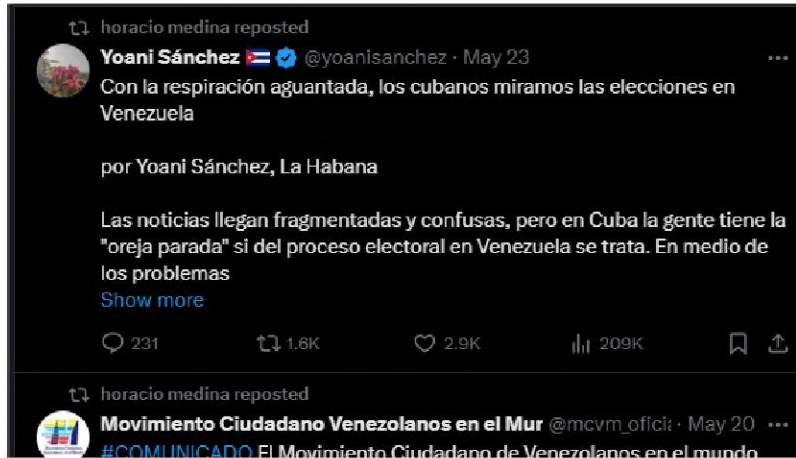 horacio medina reposted
Yoani Sánchez 🇨🇺 @yoanisanchez · May 23
Con la respiración aguantada, los cubanos miramos las elecciones en
Venezuela
por Yoani Sánchez, La Habana
Las noticias llegan fragmentadas y confusas, pero en Cuba la gente tiene la
"oreja parada" si del proceso electoral en Venezuela se trata. En medio de
los problemas
Show more
231 1.6K 2.9K 209K
horacio medina reposted
Movimiento Ciudadano Venezolanos en el Mur @mcvm_oficia · May 20
#COMUNICADO El Movimiento Ciudadano de Venezolanos en el mundo